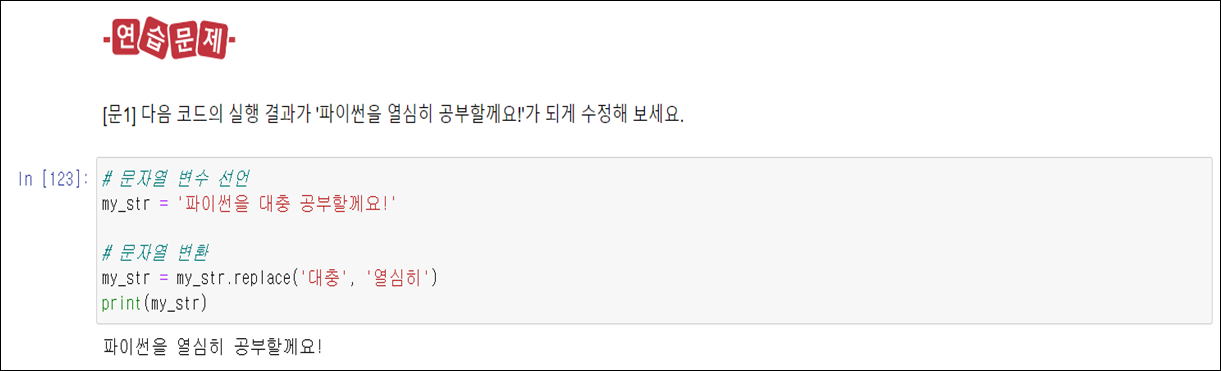 -연습문제-
[문1] 다음 코드의 실행 결과가 '파이썬을 열심히 공부할께요!'가 되게 수정해 보세요.
In [123]:
# 문자열 변수 선언
my_str = '파이썬을 대충 공부할께요!'
# 문자열 변환
my_str = my_str.replace('대충', '열심히')
print(my_str)
파이썬을 열심히 공부할께요!